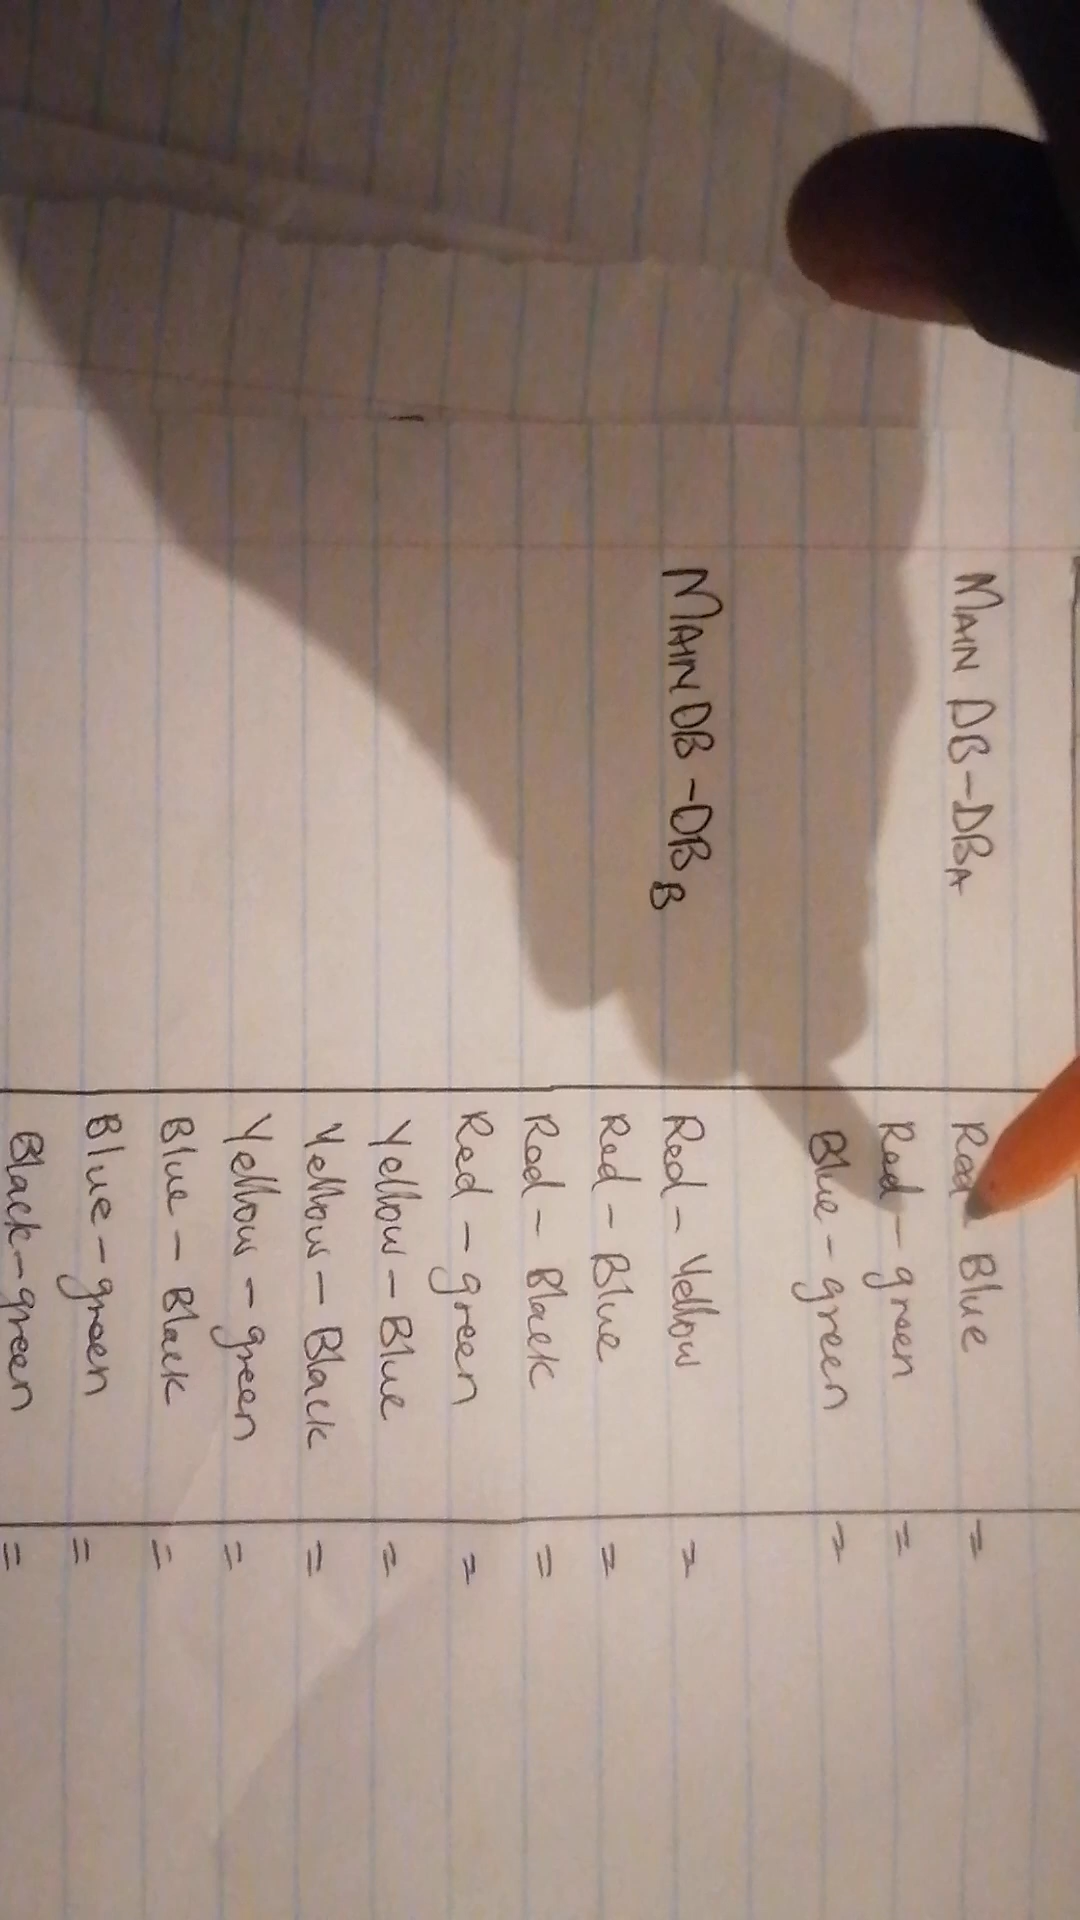 MAIN DB-DBA Red Blue =
Red - green =
Blue - green =
MAIN DB - DB B Red - Yellow =
Red - Blue =
Red - Black =
Red - green =
Yellow - Blue =
Yellow - Black =
Yellow - green =
Blue - Black =
Blue - green =
Black - green =